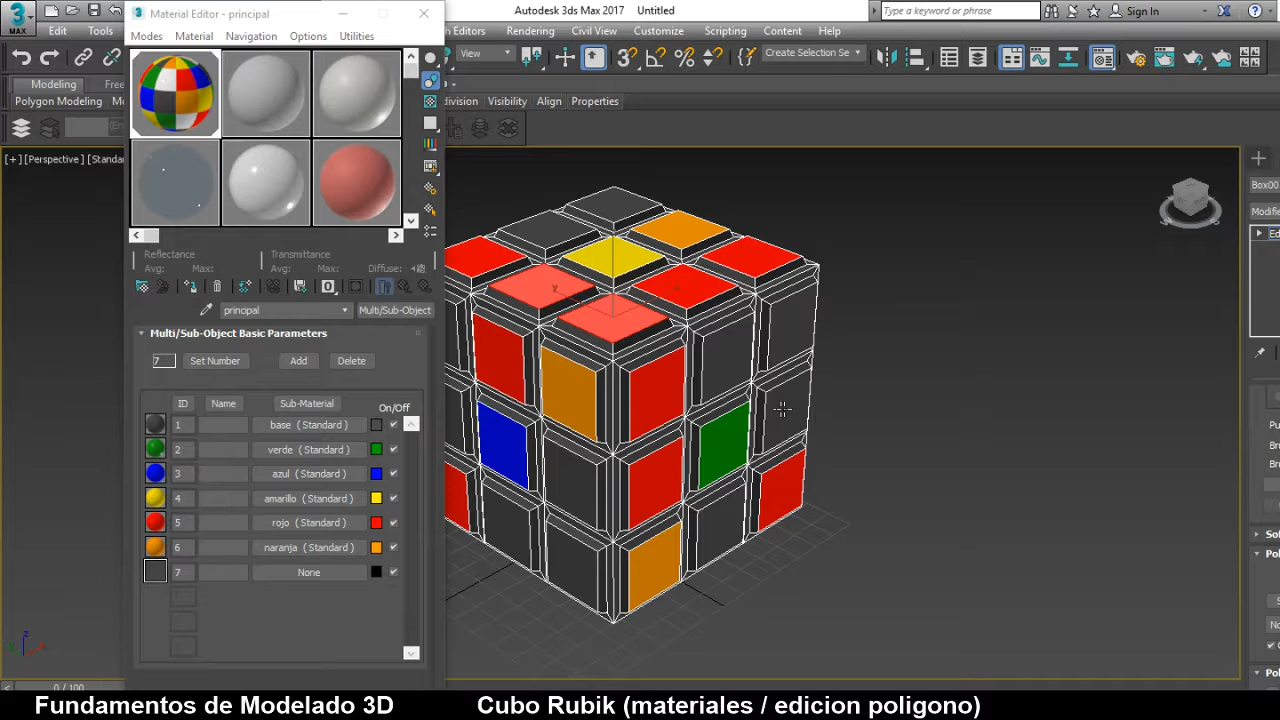 Material Editor - principal
Autodesk 3ds Max 2017 Untitled
Type a keyword or phrase
Sign In
MAX
Edit
Tools
Modes Material Navigation Options Utilities
Rendering Civil View Customize Scripting Content Help
View
Create Selection Se
Modeling
Polygon Modeling
Visibility Align Properties
[+] [Perspective] [Standar
Box00
Modifie
Reflectance
Avg: Max:
Transmittance
Avg: Max:
Diffuse:
principal
Multi/Sub-Object
Multi/Sub-Object Basic Parameters
7 Set Number Add Delete
ID Name Sub-Material On/Off
1 base (Standard)
2 verde (Standard)
3 azul (Standard)
4 amarillo (Standard)
5 rojo (Standard)
6 naranja (Standard)
7 None
0 / 100
Fundamentos de Modelado 3D Cubo Rubik (materiales / edicion poligono)